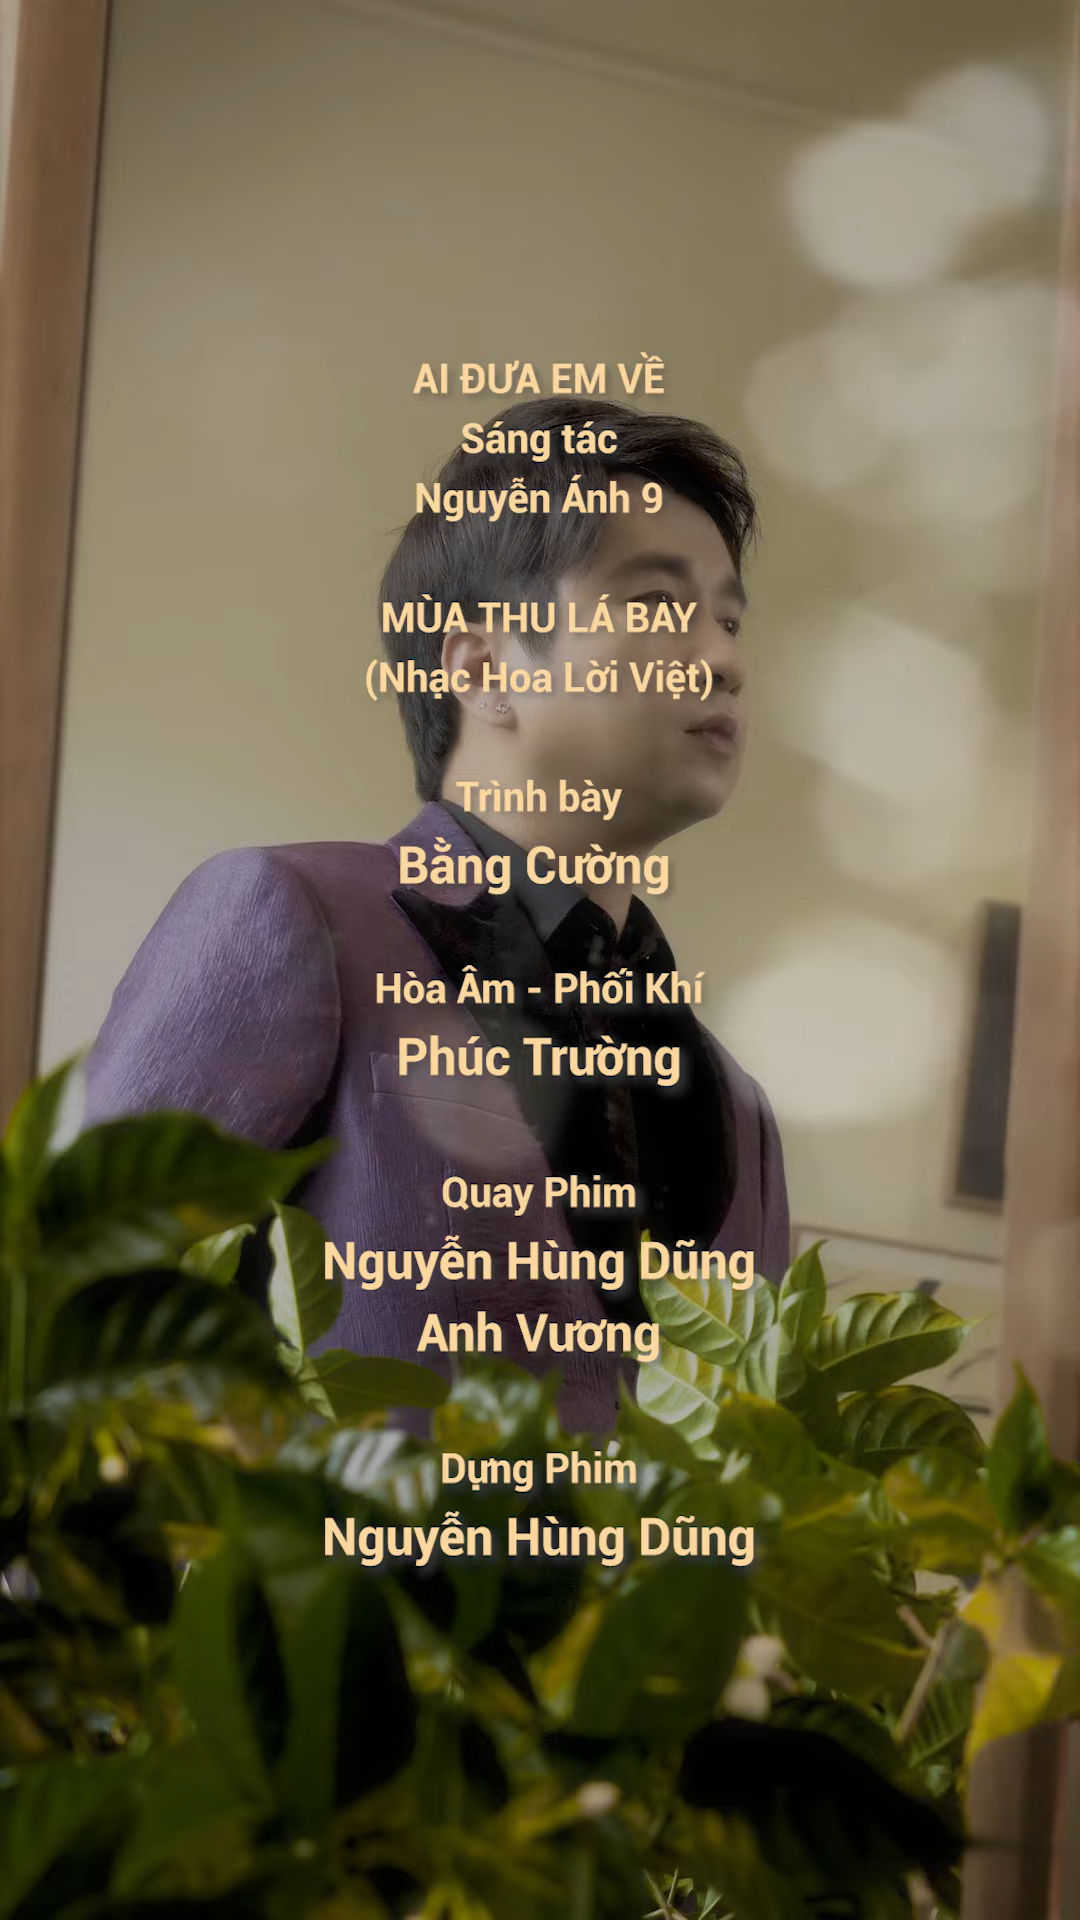 AI ĐƯA EM VỀ
Sáng tác
Nguyễn Ánh 9
MÙA THU LÁ BAY
(Nhạc Hoa Lời Việt)
Trình bày
Bằng Cường
Hòa Âm - Phối Khí
Phúc Trường
Quay Phim
Nguyễn Hùng Dũng
Anh Vương
Dựng Phim
Nguyễn Hùng Dũng